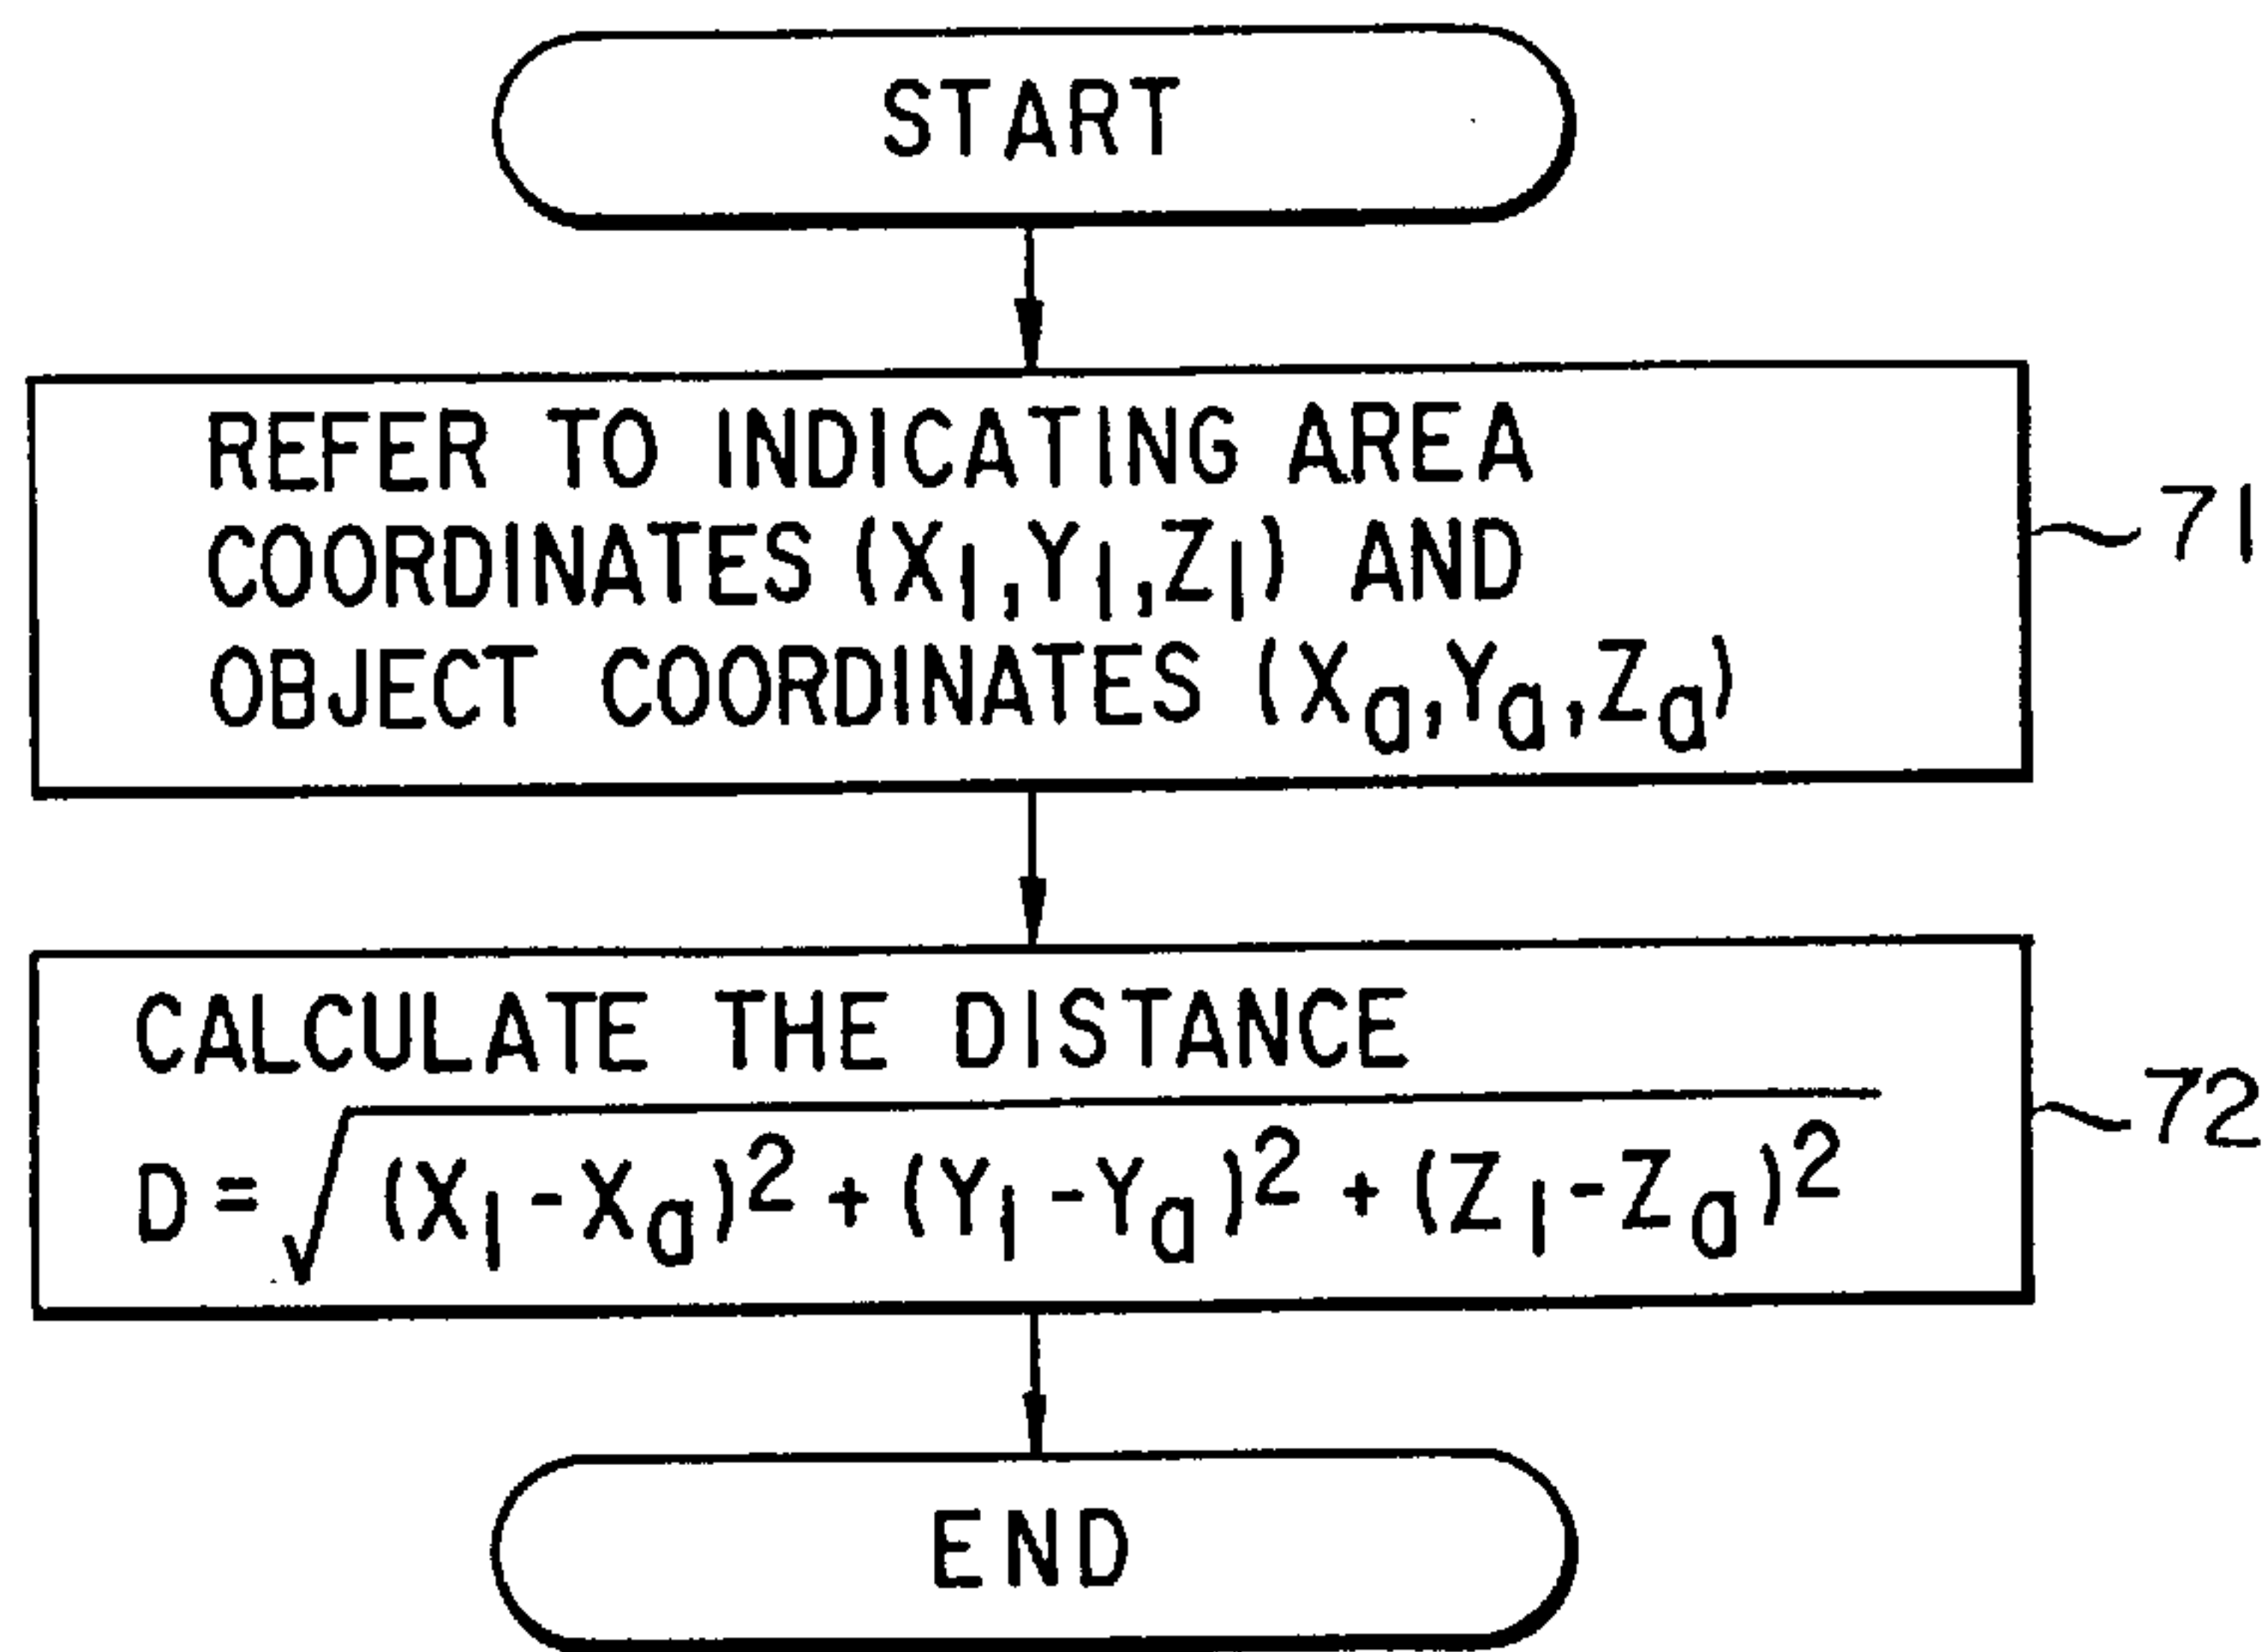 START
REFER TO INDICATING AREA
COORDINATES (X₁,Y₁,Z₁) AND
OBJECT COORDINATES (Xa,Ya,Za)
71
CALCULATE THE DISTANCE
D=√(X₁-Xa)²+(Y₁-Ya)²+(Z₁-Za)²
72
END